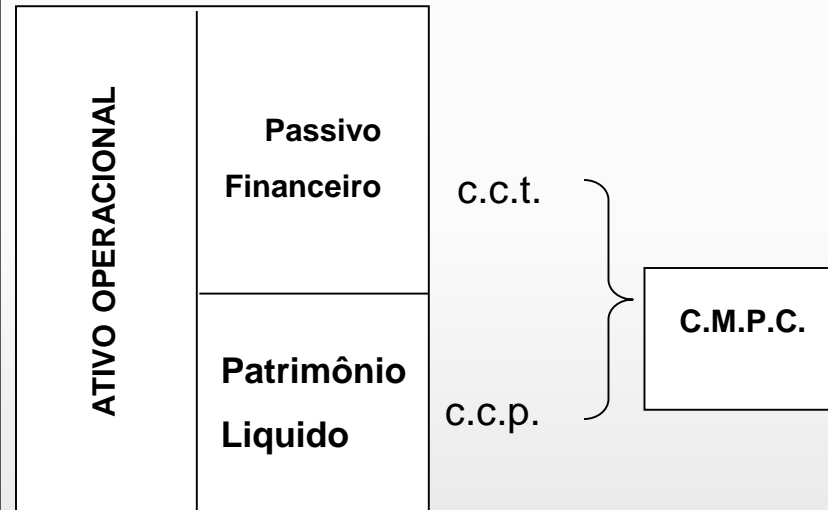 ATIVO OPERACIONAL
Passivo
Financeiro
c.c.t.
Patrimônio
Liquido
c.c.p.
C.M.P.C.